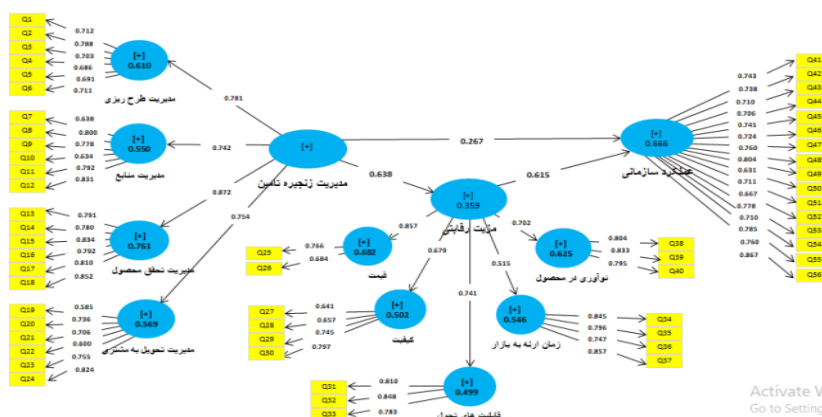 Q1
Q2
Q3
Q4
Q5
Q6
0.712
0.788
0.703
0.686
0.691
0.711
[+]
0.610
مدیریت طرح ریزی
0.781
Q7
Q8
Q9
Q10
Q11
Q12
0.638
0.800
0.778
0.634
0.792
0.831
[+]
0.550
مدیریت منابع
0.742
Q13
Q14
Q15
Q16
Q17
Q18
0.791
0.780
0.834
0.792
0.810
0.852
[+]
0.761
مدیریت تحقق محصول
0.872
Q19
Q20
Q21
Q22
Q23
Q24
0.585
0.736
0.706
0.600
0.755
0.824
[+]
0.569
مدیریت تحویل به مشتری
0.754
[+]
مدیریت زنجیره تامین
0.267
0.638
0.615
[+]
0.359
مزیت رقابتی
[+]
0.666
عملکرد سازمانی
0.743
0.738
0.710
0.706
0.745
0.724
0.760
0.804
0.631
0.711
0.667
0.778
0.710
0.785
0.760
0.867
Q41
Q42
Q43
Q44
Q45
Q46
Q47
Q48
Q49
Q50
Q51
Q52
Q53
Q54
Q55
Q56
0.857
Q25
Q26
0.766
0.684
[+]
0.682
قیمت
0.679
Q27
Q28
Q29
Q30
0.641
0.657
0.745
0.797
[+]
0.502
کیفیت
0.741
Q31
Q32
Q33
0.810
0.848
0.783
[+]
0.499
قابلیت های تحویل
0.515
[+]
0.546
زمان ارئه به بازار
0.845
0.796
0.747
0.857
Q34
Q35
Q36
Q37
0.702
[+]
0.625
نوآوری در محصول
0.804
0.833
0.795
Q38
Q39
Q40
Activate
Go to Setting